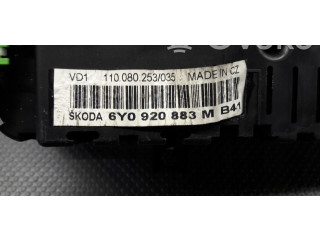 VD1 110.080.253/035 MADE IN CZ
ŠKODA 6Y0 920 883 M B41